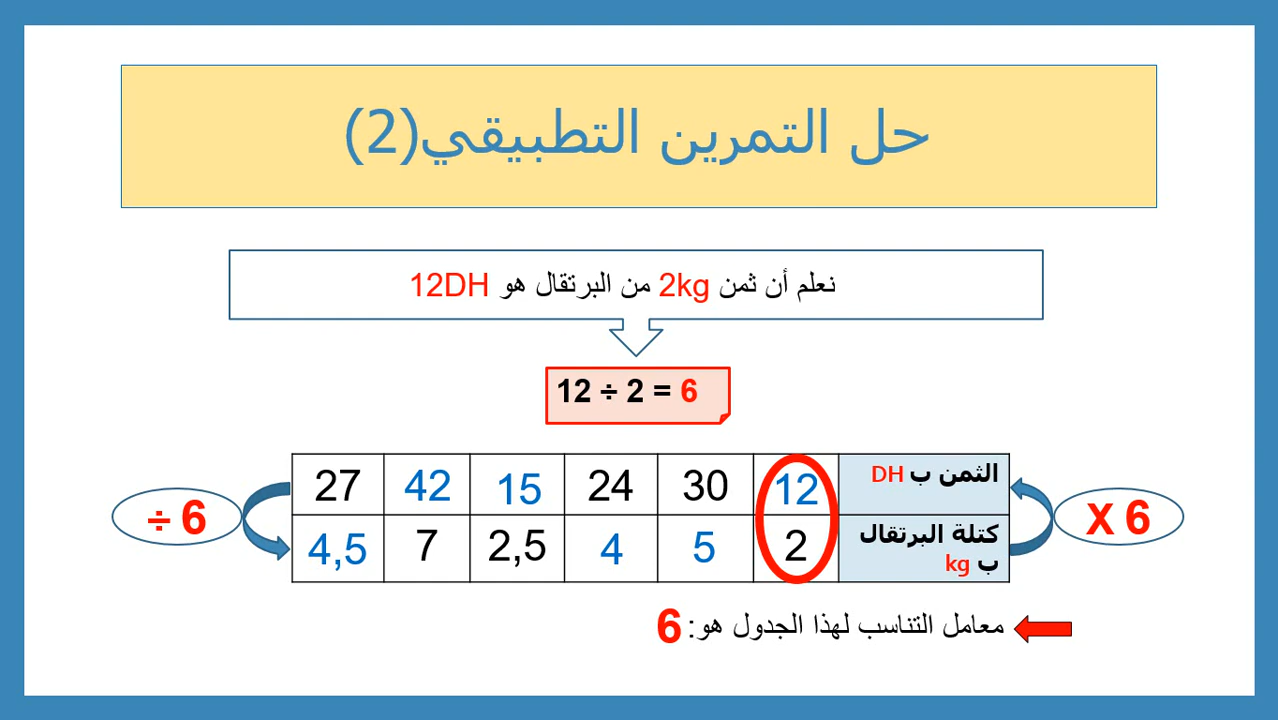 حل التمرين التطبيقي(2)
نعلم أن ثمن 2kg من البرتقال هو 12DH
12 ÷ 2 = 6
الثمن ب DH 12 30 24 15 42 27
كتلة البرتقال ب kg 2 5 4 2,5 7 4,5
X 6
÷ 6
معامل التناسب لهذا الجدول هو: 6